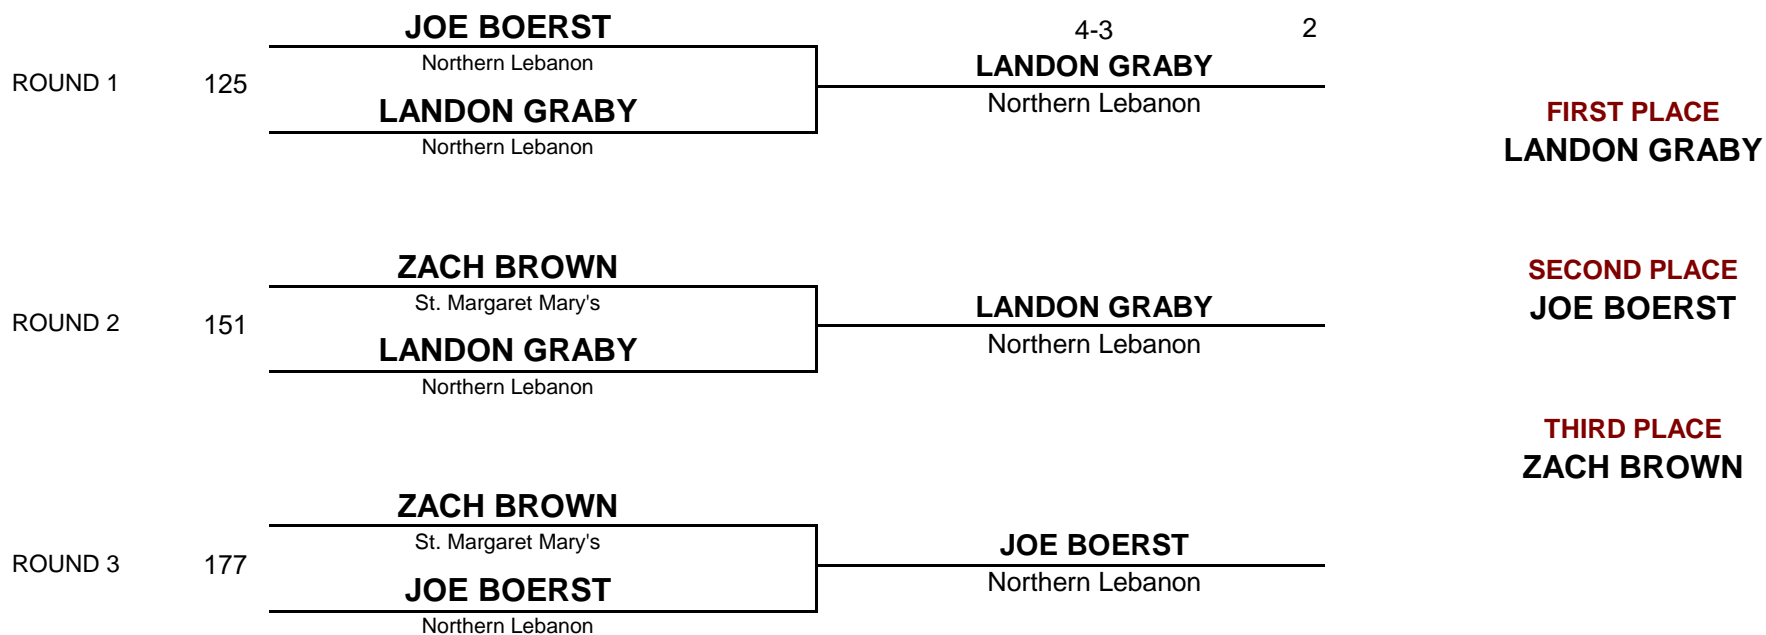 JOE BOERST
4-3
2
Northern Lebanon
LANDON GRABY
ROUND 1
125
LANDON GRABY
Northern Lebanon
Northern Lebanon
FIRST PLACE
LANDON GRABY
ZACH BROWN
St. Margaret Mary's
LANDON GRABY
ROUND 2
151
LANDON GRABY
Northern Lebanon
Northern Lebanon
SECOND PLACE
JOE BOERST
THIRD PLACE
ZACH BROWN
ZACH BROWN
St. Margaret Mary's
JOE BOERST
ROUND 3
177
JOE BOERST
Northern Lebanon
Northern Lebanon